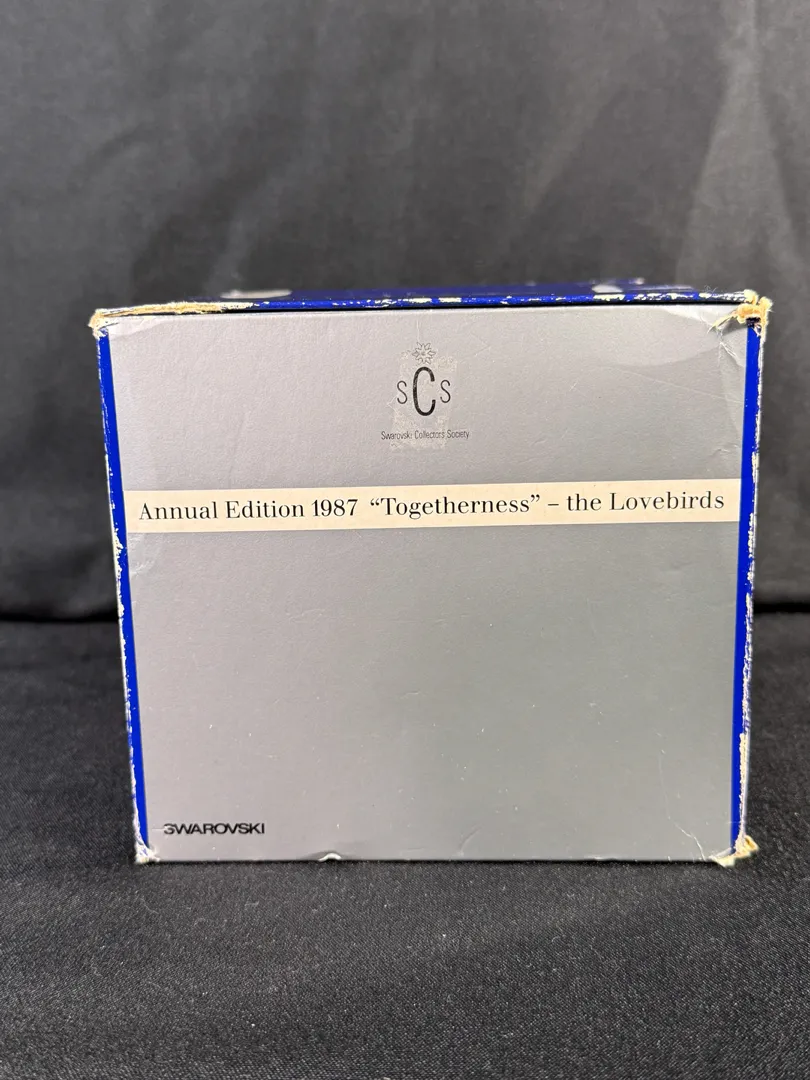 SCS
Swarovski Collectors Society
Annual Edition 1987 “Togetherness” – the Lovebirds
SWAROVSKI